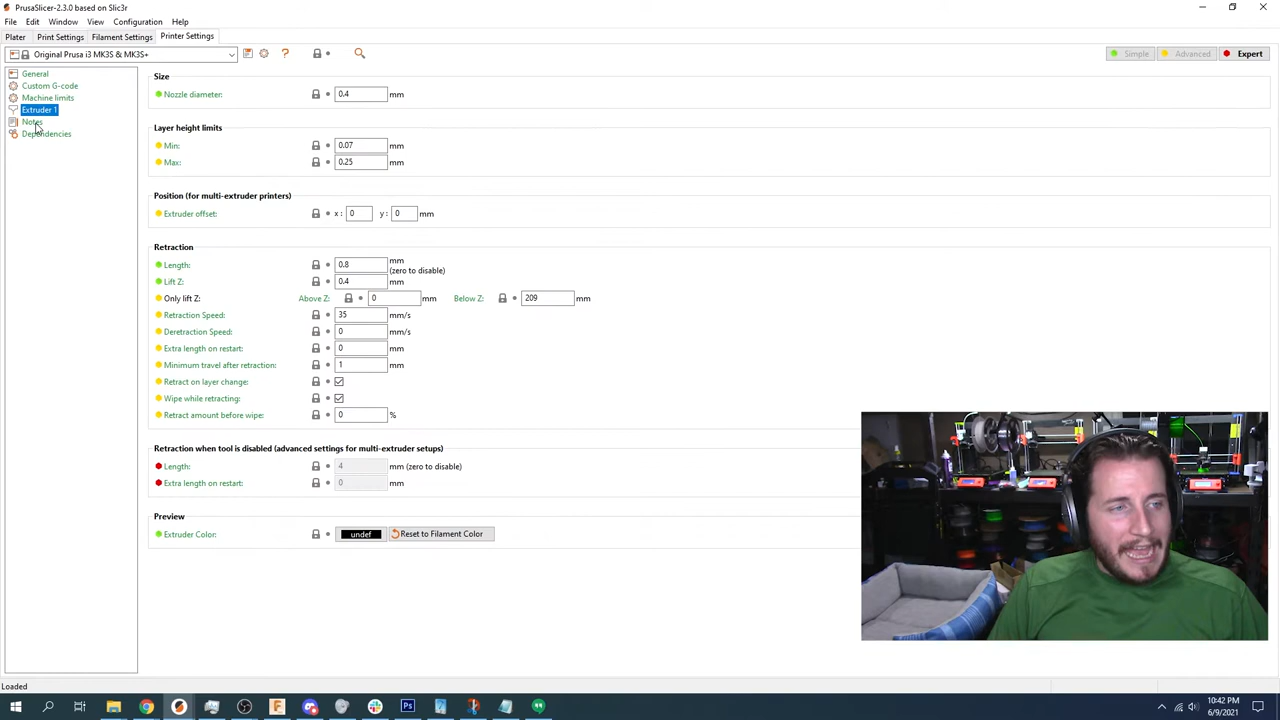 PrusaSlicer-2.3.0 based on Slic3r
File Edit Window View Configuration Help
Plater Print Settings Filament Settings Printer Settings
Original Prusa i3 MK3S & MK3S+
Simple Advanced Expert
General
Custom G-code
Machine limits
Extruder 1
Notes
Dependencies
Size
Nozzle diameter: 0.4 mm
Layer height limits
Min: 0.07 mm
Max: 0.25 mm
Position (for multi-extruder printers)
Extruder offset: x : 0 y : 0 mm
Retraction
Length: 0.8 mm (zero to disable)
Lift Z: 0.4 mm
Only lift Z: Above Z: 0 mm Below Z: 209 mm
Retraction Speed: 35 mm/s
Deretraction Speed: 0 mm/s
Extra length on restart: 0 mm
Minimum travel after retraction: 1 mm
Retract on layer change:
Wipe while retracting:
Retract amount before wipe: 0 %
Retraction when tool is disabled (advanced settings for multi-extruder setups)
Length: 4 mm (zero to disable)
Extra length on restart: 0 mm
Preview
Extruder Color: undef Reset to Filament Color
Loaded
10:42 PM
6/9/2021